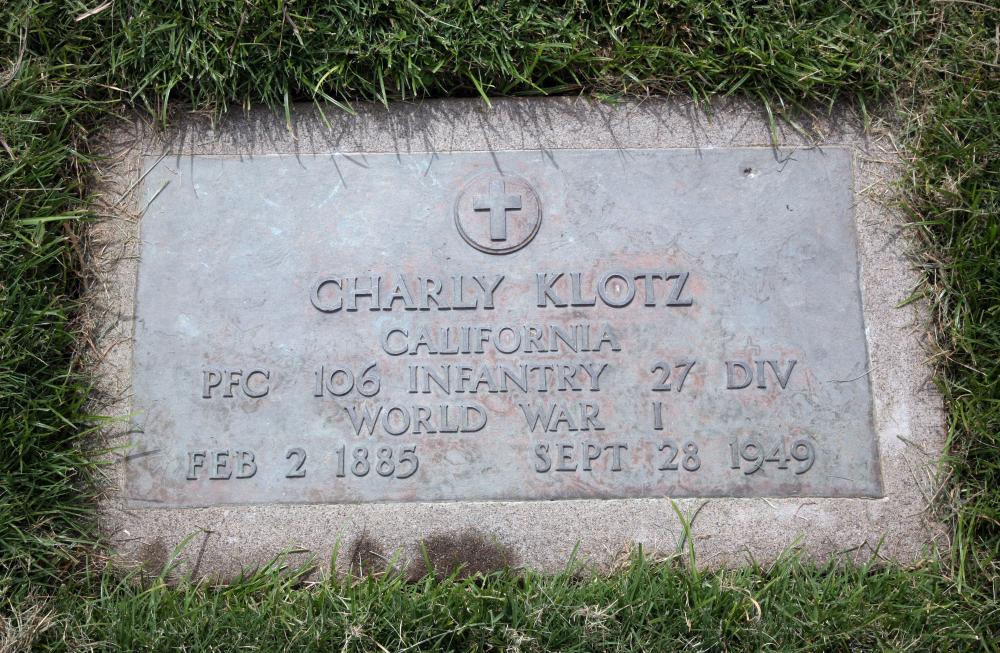 CHARLY KLOTZ
CALIFORNIA
PFC 106 INFANTRY 27 DIV
WORLD WAR I
FEB 2 1885 SEPT 28 1949